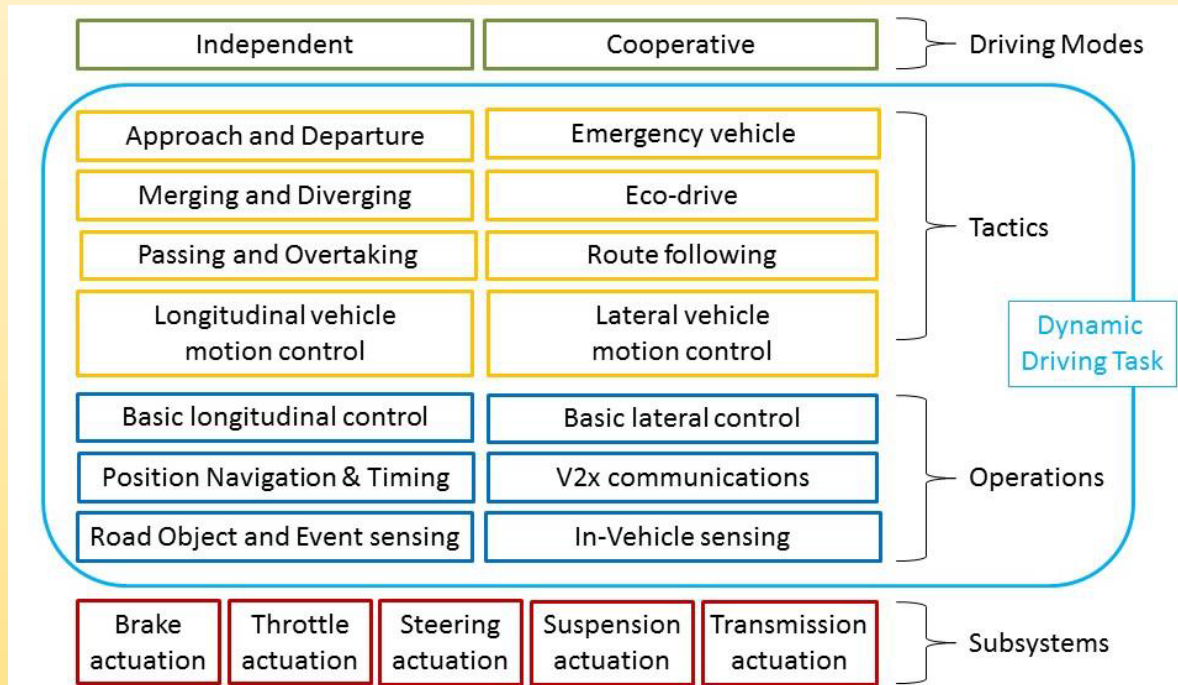 Independent
Cooperative
Driving Modes
Approach and Departure
Emergency vehicle
Merging and Diverging
Eco-drive
Passing and Overtaking
Route following
Tactics
Longitudinal vehicle
motion control
Lateral vehicle
motion control
Dynamic
Driving Task
Basic longitudinal control
Basic lateral control
Position Navigation & Timing
V2x communications
Operations
Road Object and Event sensing
In-Vehicle sensing
Brake
actuation
Throttle
actuation
Steering
actuation
Suspension
actuation
Transmission
actuation
Subsystems